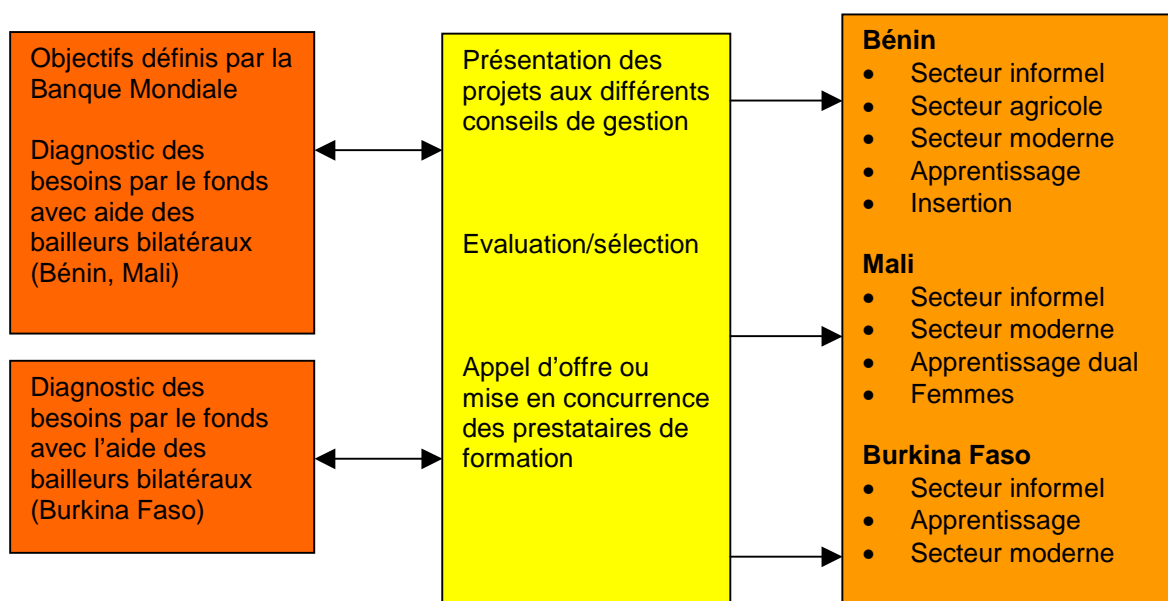 Objectifs définis par la
Banque Mondiale
Diagnostic des
besoins par le fonds
avec aide des
bailleurs bilatéraux
(Bénin, Mali)
Diagnostic des
besoins par le fonds
avec l’aide des
bailleurs bilatéraux
(Burkina Faso)
Présentation des
projets aux différents
conseils de gestion
Evaluation/sélection
Appel d’offre ou
mise en concurrence
des prestataires de
formation
Bénin
• Secteur informel
• Secteur agricole
• Secteur moderne
• Apprentissage
• Insertion
Mali
• Secteur informel
• Secteur moderne
• Apprentissage dual
• Femmes
Burkina Faso
• Secteur informel
• Apprentissage
• Secteur moderne